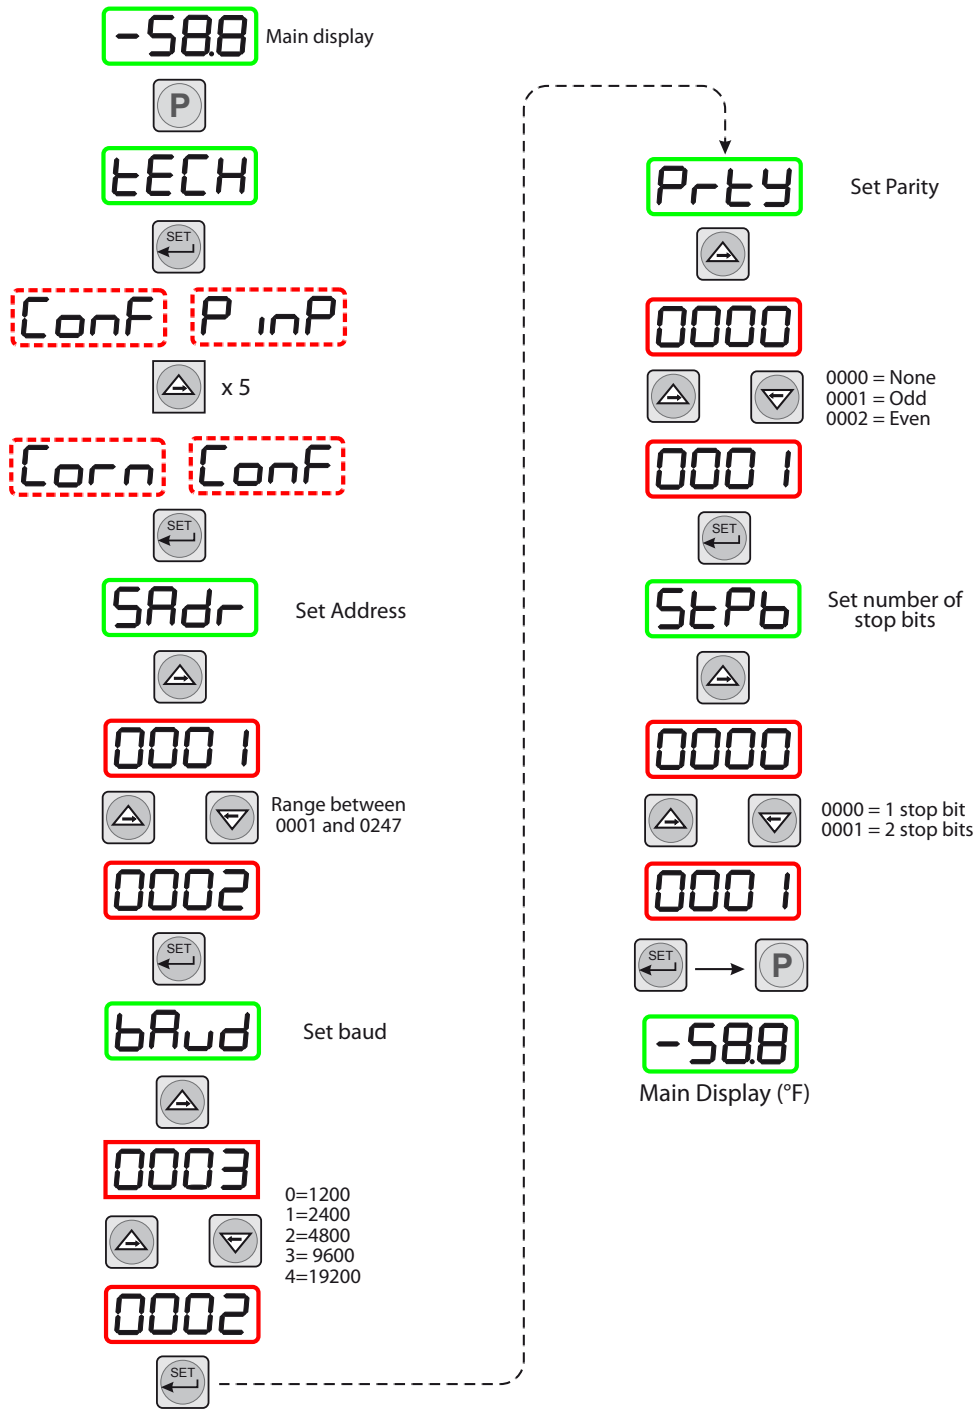 -58.8 Main display
P
tECH
SET
ConF P inP
x 5
Corn ConF
SET
SAdr Set Address
0001
Range between
0001 and 0247
0002
SET
bAud Set baud
0003
0=1200
1=2400
2=4800
3= 9600
4=19200
0002
SET
PrtY Set Parity
0000
0000 = None
0001 = Odd
0002 = Even
0001
SET
StPb Set number of
stop bits
0000
0000 = 1 stop bit
0001 = 2 stop bits
0001
SET P
-58.8
Main Display (°F)